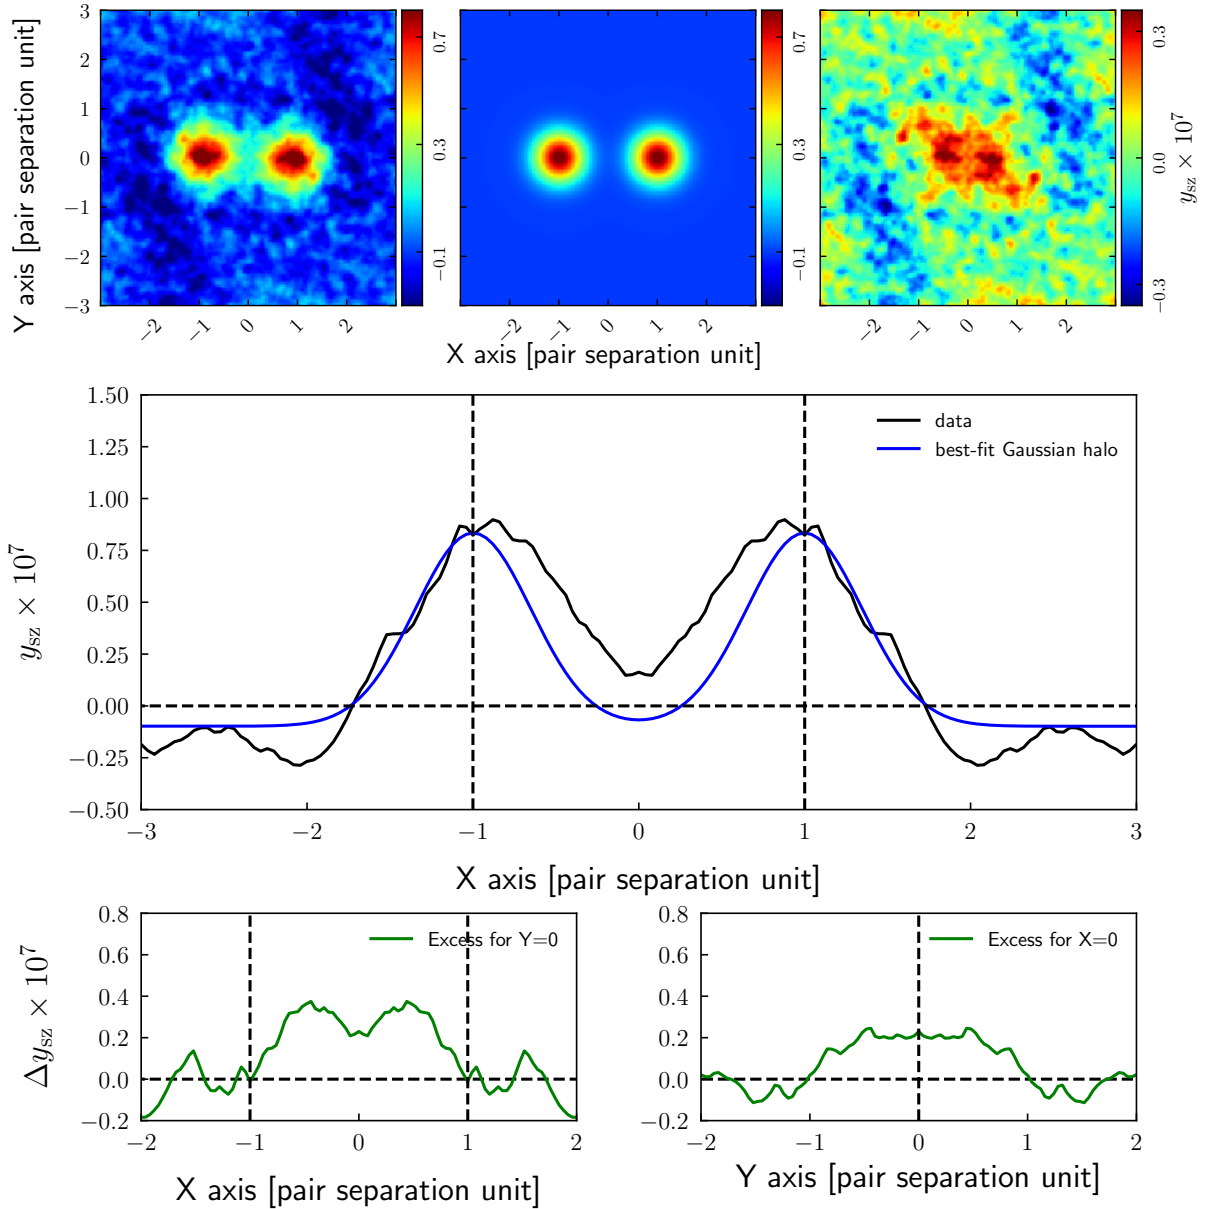 Y axis [pair separation unit]
3
2
1
0
−1
−2
−3
−2 −1 0 1 2
0.7
0.3
−0.1
−2 −1 0 1 2
0.7
0.3
−0.1
−2 −1 0 1 2
0.3
0.0
−0.3
y_sz × 10^7
X axis [pair separation unit]
y_sz × 10^7
1.50
1.25
1.00
0.75
0.50
0.25
0.00
−0.25
−0.50
data
best-fit Gaussian halo
−3 −2 −1 0 1 2 3
X axis [pair separation unit]
Δy_sz × 10^7
0.8
0.6
0.4
0.2
0.0
−0.2
Excess for Y=0
−2 −1 0 1 2
X axis [pair separation unit]
0.8
0.6
0.4
0.2
0.0
−0.2
Excess for X=0
−2 −1 0 1 2
Y axis [pair separation unit]